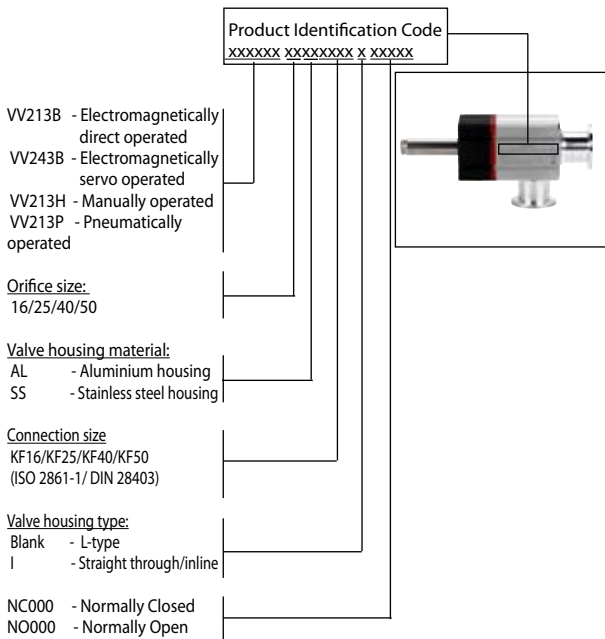 Product Identification Code
xxxxxx xxxxxxxx x xxxxx
VV213B - Electromagnetically
direct operated
VV243B - Electromagnetically
servo operated
VV213H - Manually operated
VV213P - Pneumatically
operated
Orifice size:
16/25/40/50
Valve housing material:
AL - Aluminium housing
SS - Stainless steel housing
Connection size
KF16/KF25/KF40/KF50
(ISO 2861-1/ DIN 28403)
Valve housing type:
Blank - L-type
I - Straight through/inline
NC000 - Normally Closed
NO000 - Normally Open